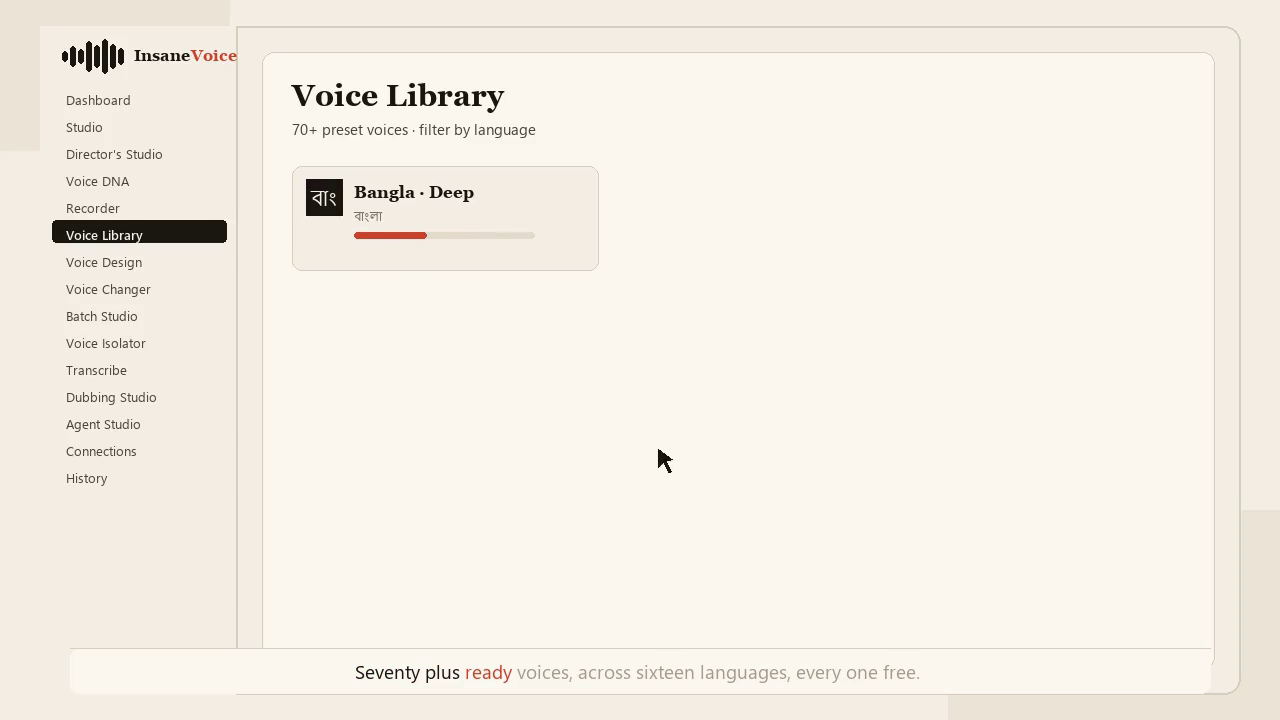 InsaneVoice
Dashboard
Studio
Director's Studio
Voice DNA
Recorder
Voice Library
Voice Design
Voice Changer
Batch Studio
Voice Isolator
Transcribe
Dubbing Studio
Agent Studio
Connections
History
Voice Library
70+ preset voices · filter by language
বাং
Bangla · Deep
বাংলা
Seventy plus ready voices, across sixteen languages, every one free.